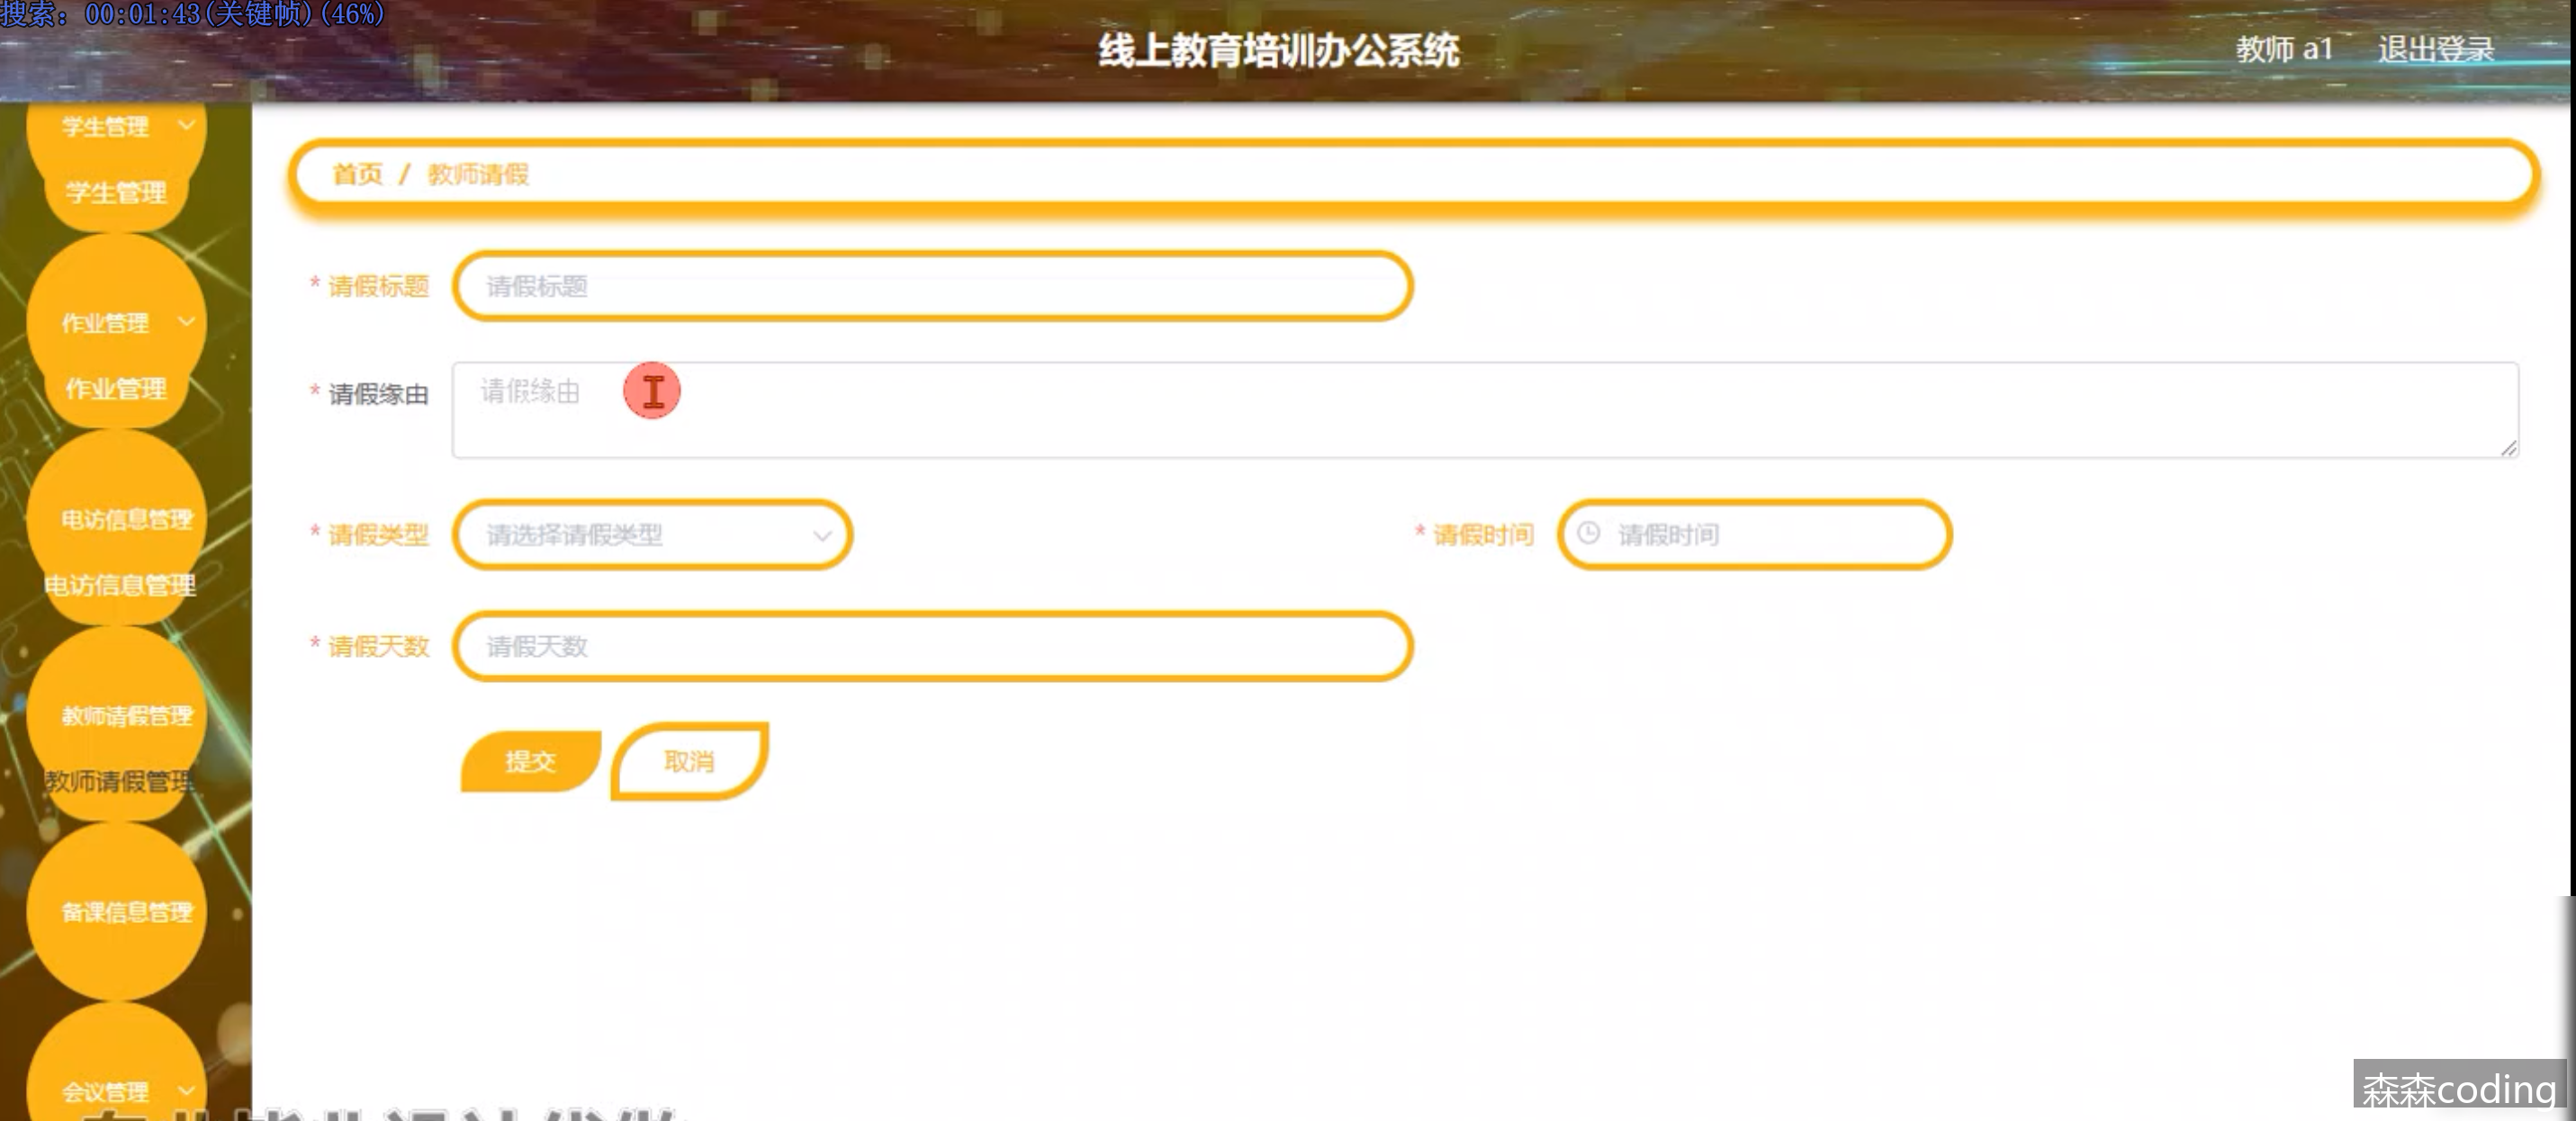 搜索: 00:01:43(关键帧)(46%)
线上教育培训办公系统
教师 a1 退出登录
学生管理
学生管理
作业管理
作业管理
电访信息管理
电访信息管理
教师请假管理
教师请假管理
备课信息管理
会议管理
首页 / 教师请假
* 请假标题 请假标题
* 请假缘由 请假缘由
* 请假类型 请选择请假类型 * 请假时间 请假时间
* 请假天数 请假天数
提交 取消
森森coding